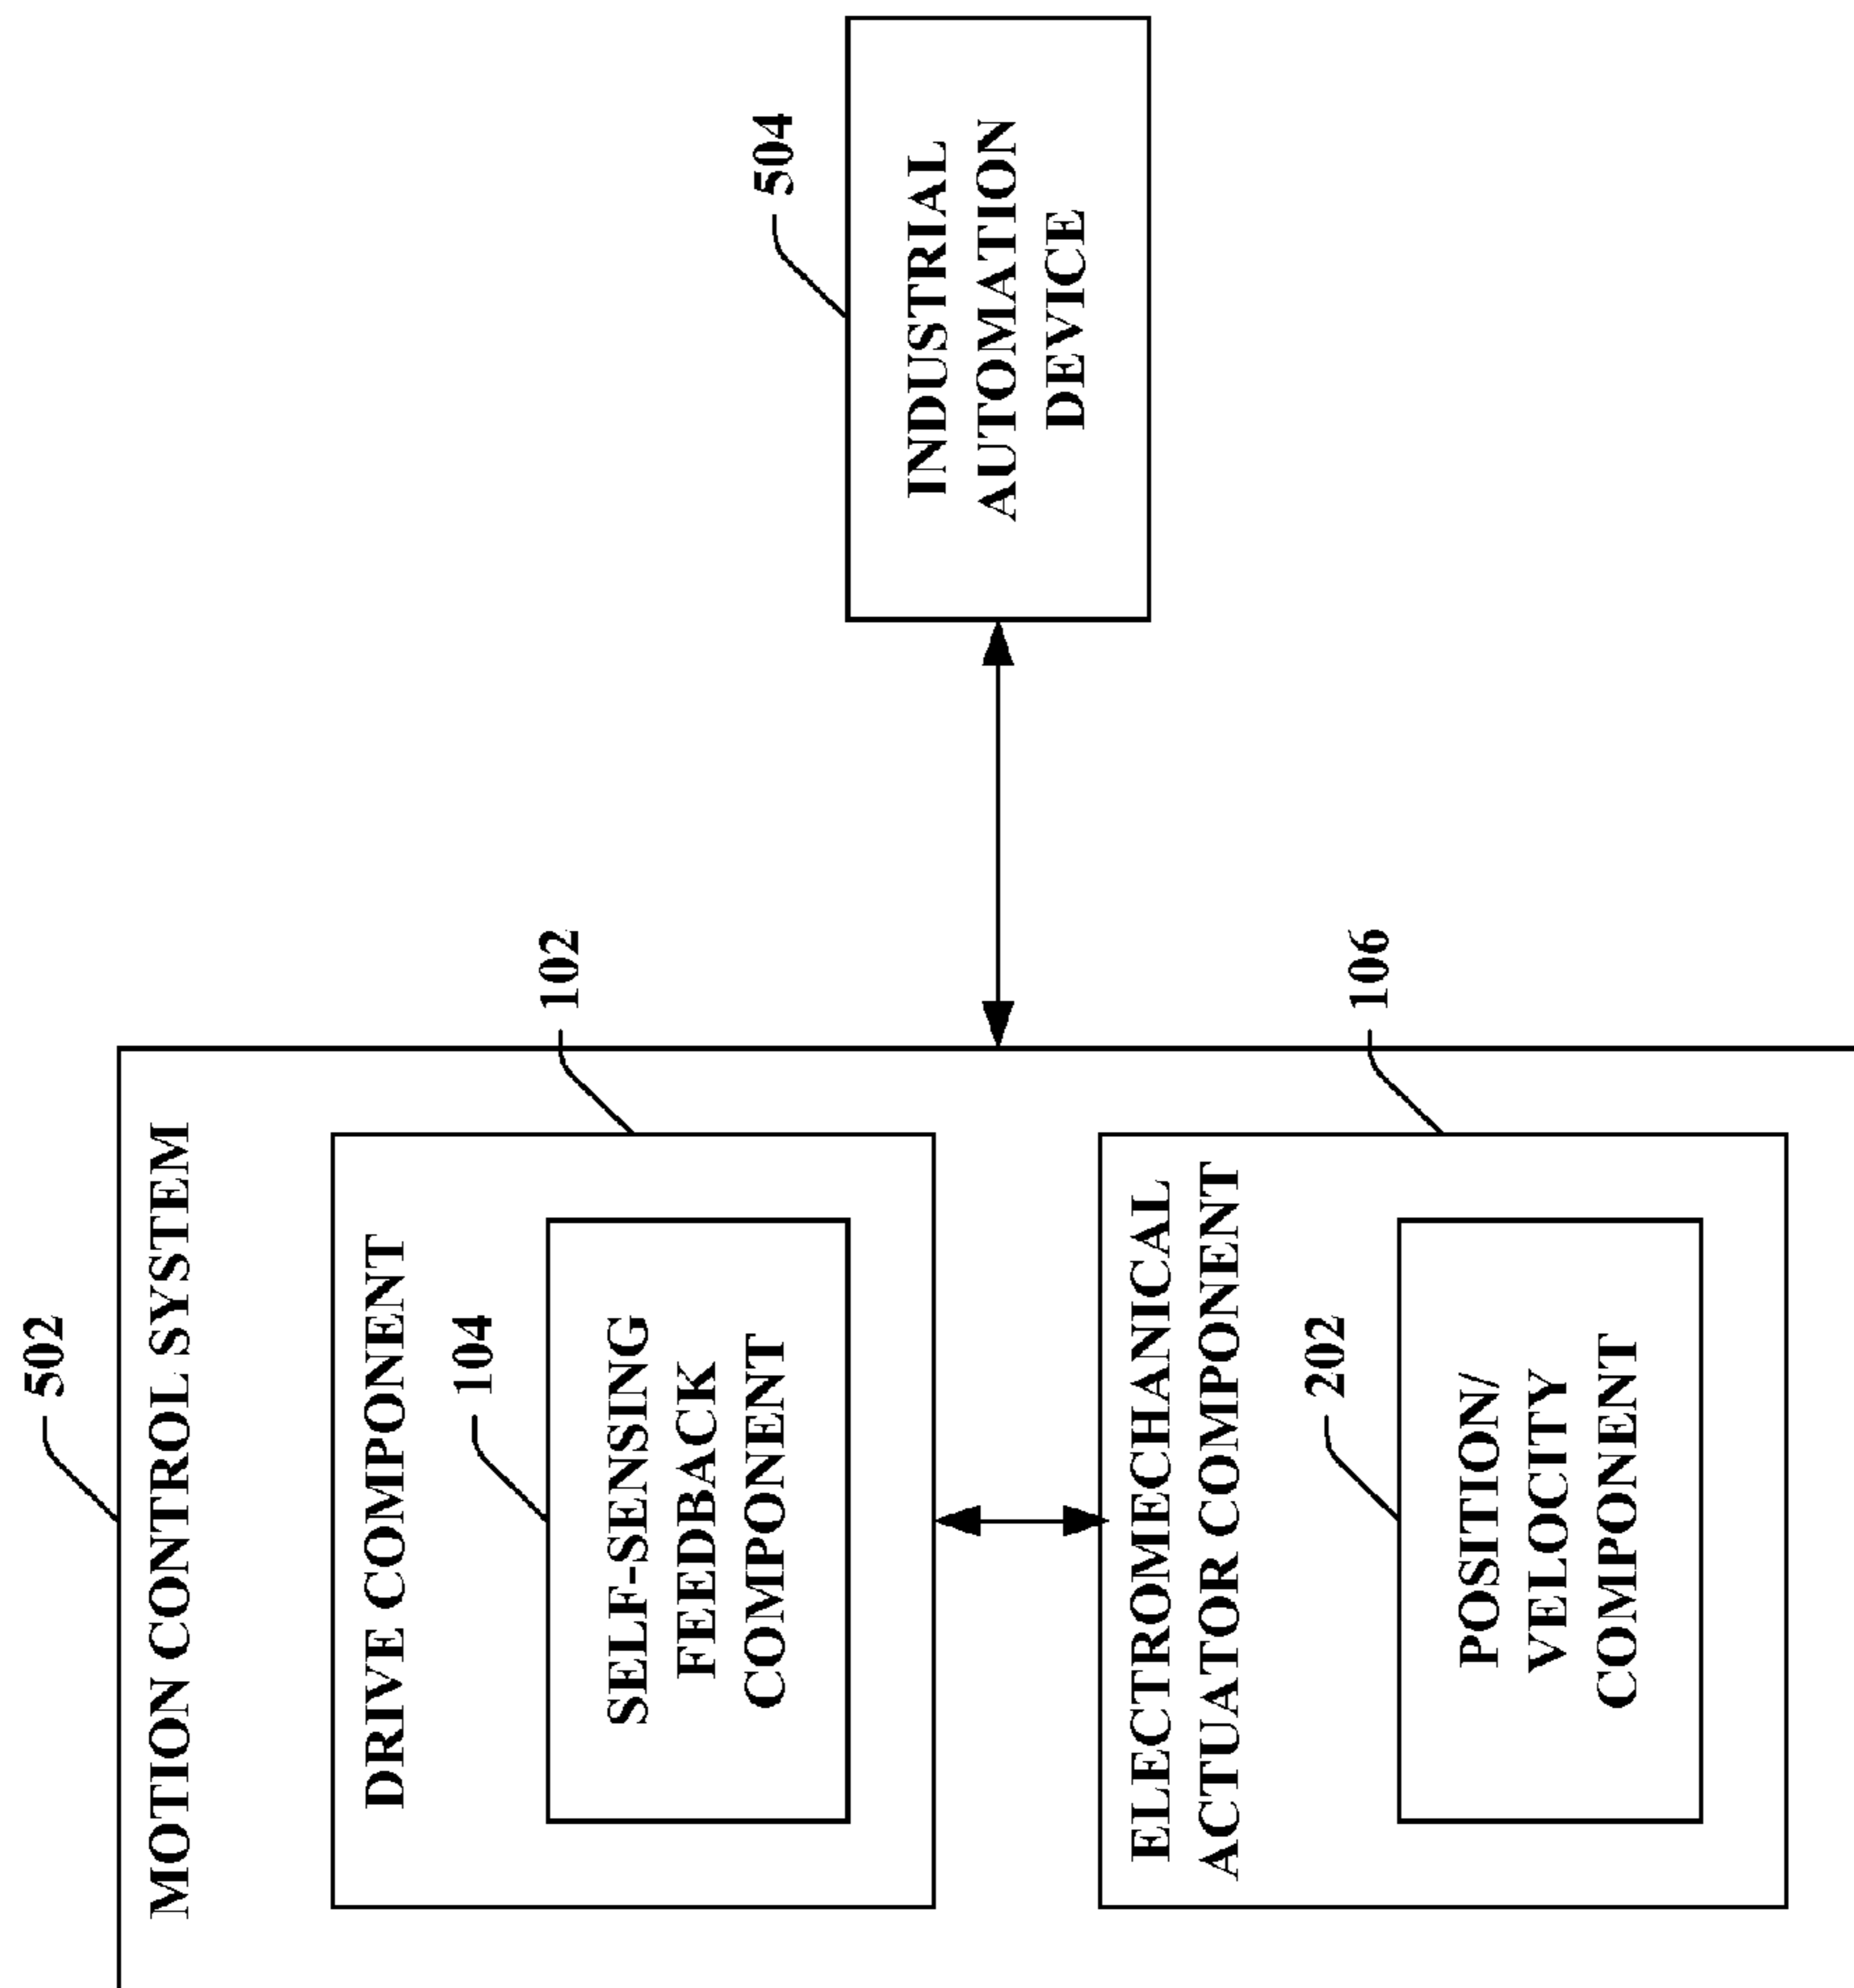 502
MOTION CONTROL SYSTEM
102
DRIVE COMPONENT
104
SELF-SENSING
FEEDBACK
COMPONENT
106
ELECTROMECHANICAL
ACTUATOR COMPONENT
202
POSITION/
VELOCITY
COMPONENT
504
INDUSTRIAL
AUTOMATION
DEVICE